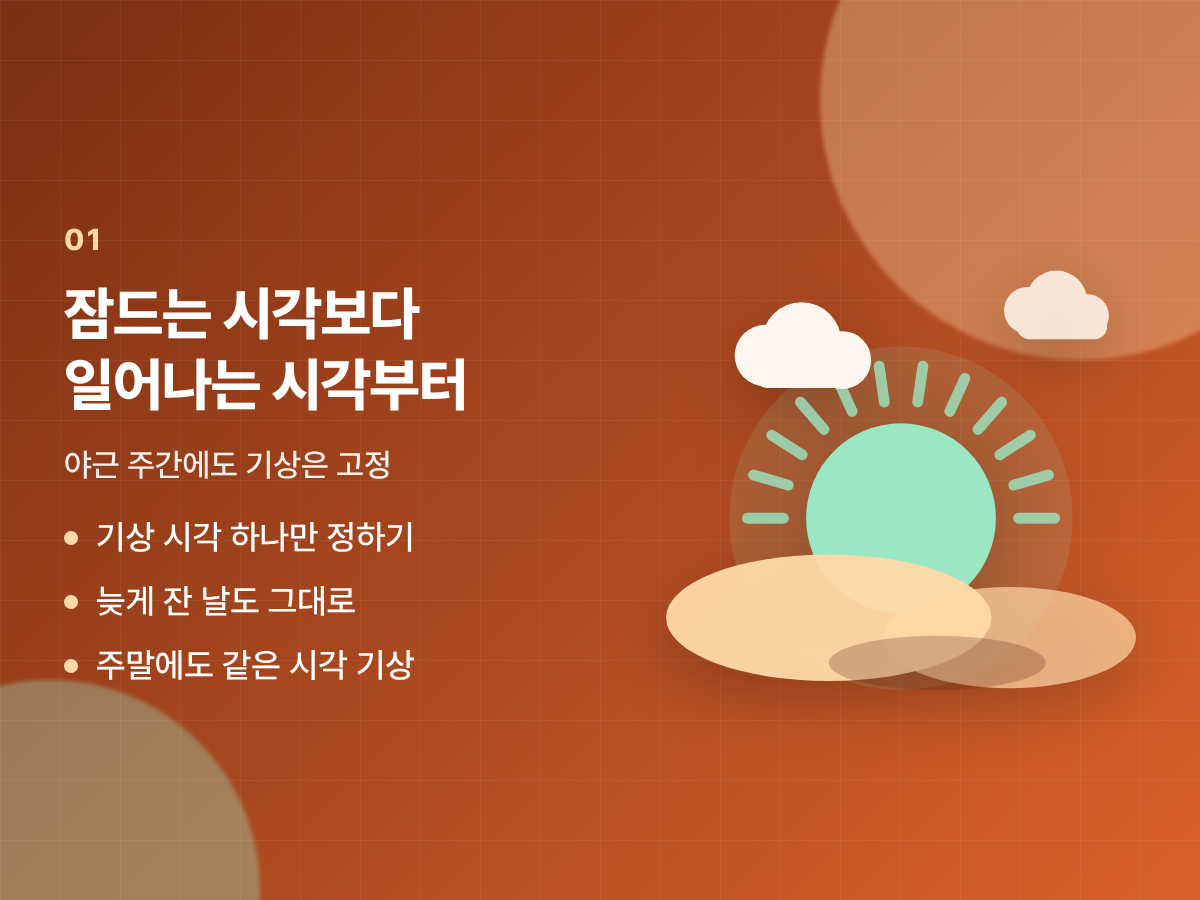 01
잠드는 시각보다
일어나는 시각부터
야근 주간에도 기상은 고정
기상 시각 하나만 정하기
늦게 잔 날도 그대로
주말에도 같은 시각 기상